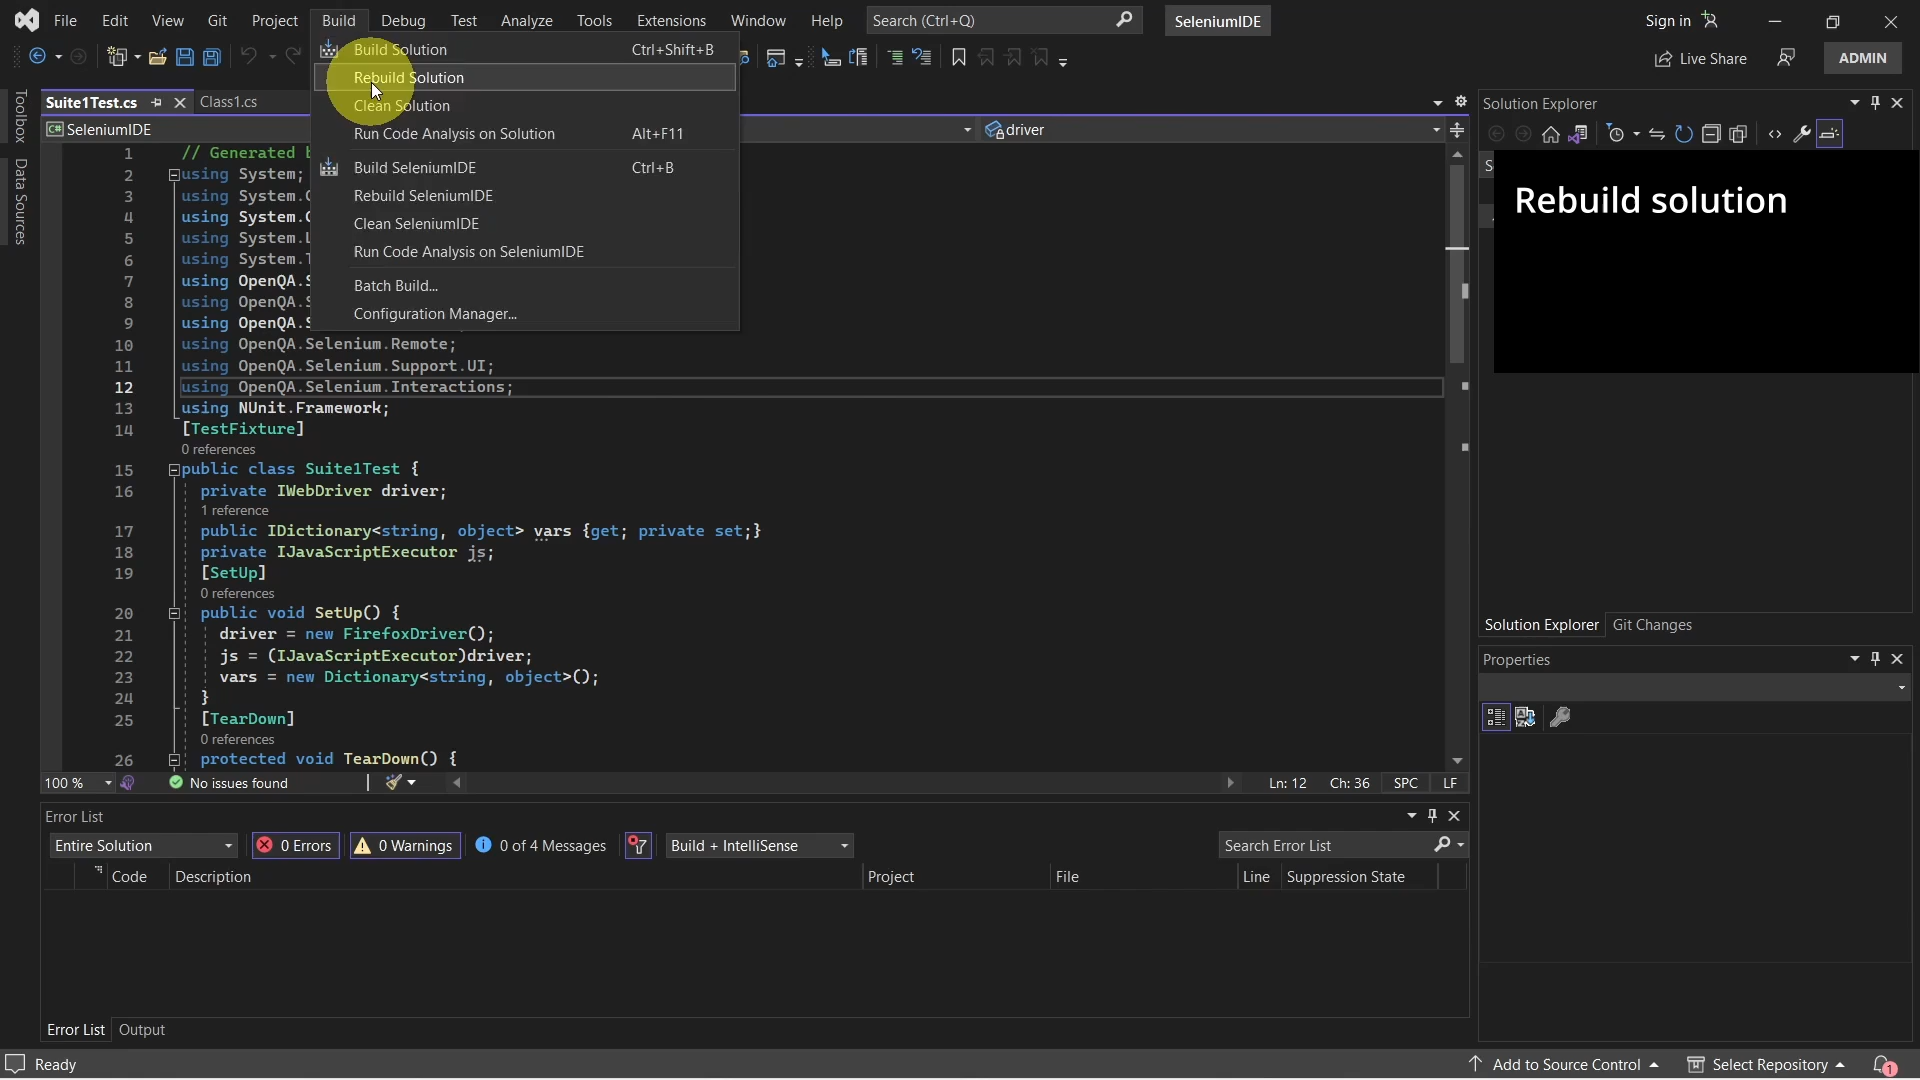 File Edit View Git Project Build Debug Test Analyze Tools Extensions Window Help Search (Ctrl+Q) SeleniumIDE Sign in
Live Share ADMIN
Build Solution Ctrl+Shift+B
Rebuild Solution
Clean Solution
Run Code Analysis on Solution Alt+F11
Build SeleniumIDE Ctrl+B
Rebuild SeleniumIDE
Clean SeleniumIDE
Run Code Analysis on SeleniumIDE
Batch Build...
Configuration Manager...
Toolbox
Data Sources
Suite1Test.cs Class1.cs
SeleniumIDE driver
1 // Generated
2 using System;
3 using System.
4 using System.
5 using System.
6 using System.
7 using OpenQA.
8 using OpenQA.
9 using OpenQA.
10 using OpenQA.Selenium.Remote;
11 using OpenQA.Selenium.Support.UI;
12 using OpenQA.Selenium.Interactions;
13 using NUnit.Framework;
14 [TestFixture]
0 references
15 public class Suite1Test {
16 private IWebDriver driver;
1 reference
17 public IDictionary<string, object> vars {get; private set;}
18 private IJavaScriptExecutor js;
19 [SetUp]
0 references
20 public void SetUp() {
21 driver = new FirefoxDriver();
22 js = (IJavaScriptExecutor)driver;
23 vars = new Dictionary<string, object>();
24 }
25 [TearDown]
0 references
26 protected void TearDown() {
100 % No issues found Ln: 12 Ch: 36 SPC LF
Solution Explorer
Rebuild solution
Solution Explorer Git Changes
Properties
Error List
Entire Solution 0 Errors 0 Warnings 0 of 4 Messages Build + IntelliSense Search Error List
Code Description Project File Line Suppression State
Error List Output
Ready Add to Source Control Select Repository 1